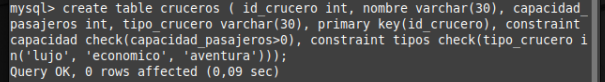 mysql> create table cruceros ( id_crucero int, nombre varchar(30), capacidad_
pasajeros int, tipo_crucero varchar(30), primary key(id_crucero), constraint
capacidad check(capacidad_pasajeros>0), constraint tipos check(tipo_crucero i
n('lujo', 'economico', 'aventura')));
Query OK, 0 rows affected (0,09 sec)